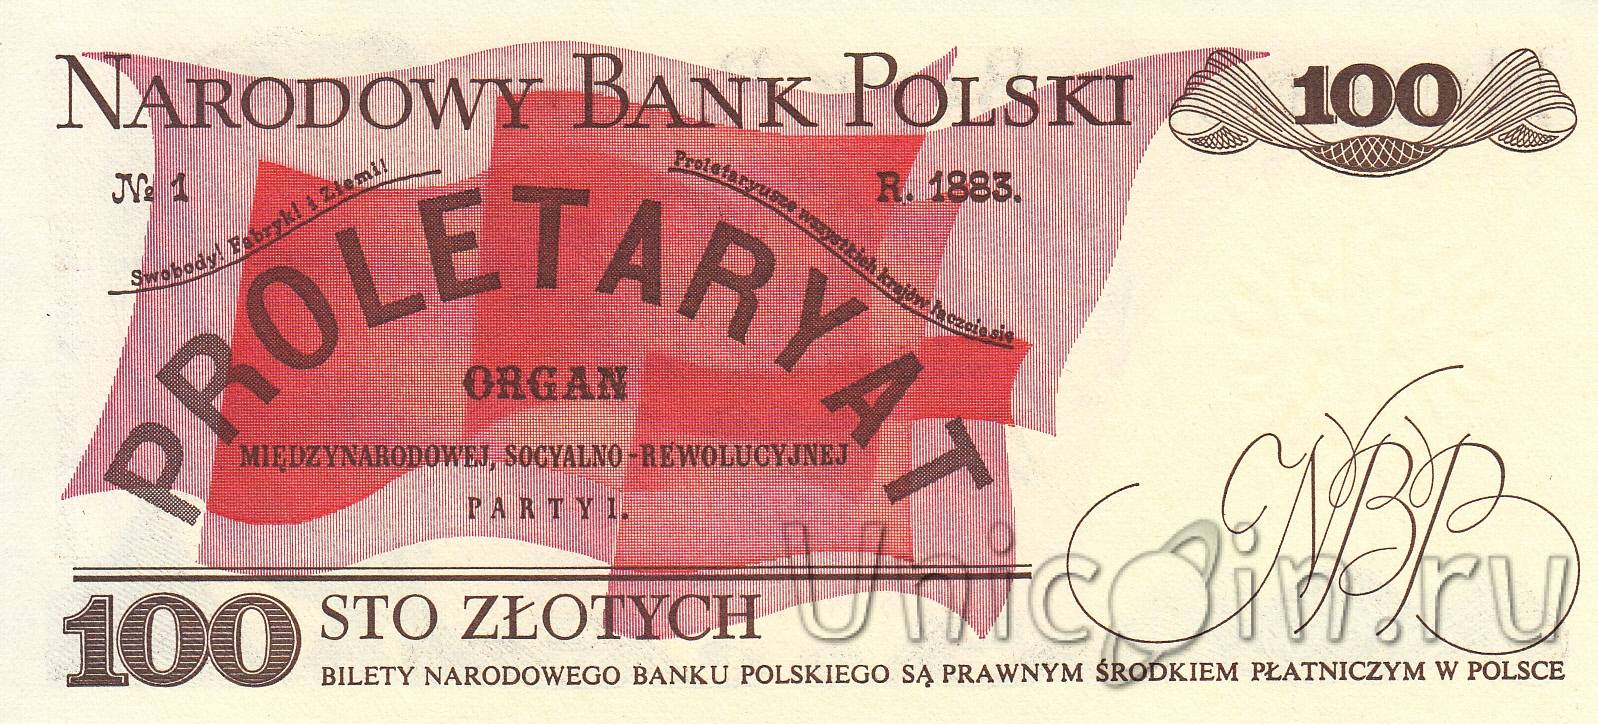 NARODOWY BANK POLSKI
100
№ 1
R. 1883.
Swobody! Fabryk! i Ziemi!
Proletaryusze wszystkich krajów łączcie się
PROLETARYAT
ORGAN
MIĘDZYNARODOWEJ, SOCYALNO-REWOLUCYJNEJ
PARTYI.
NBP
100
STO ZŁOTYCH
BILETY NARODOWEGO BANKU POLSKIEGO SĄ PRAWNYM ŚRODKIEM PŁATNICZYM W POLSCE
Unicoin.ru